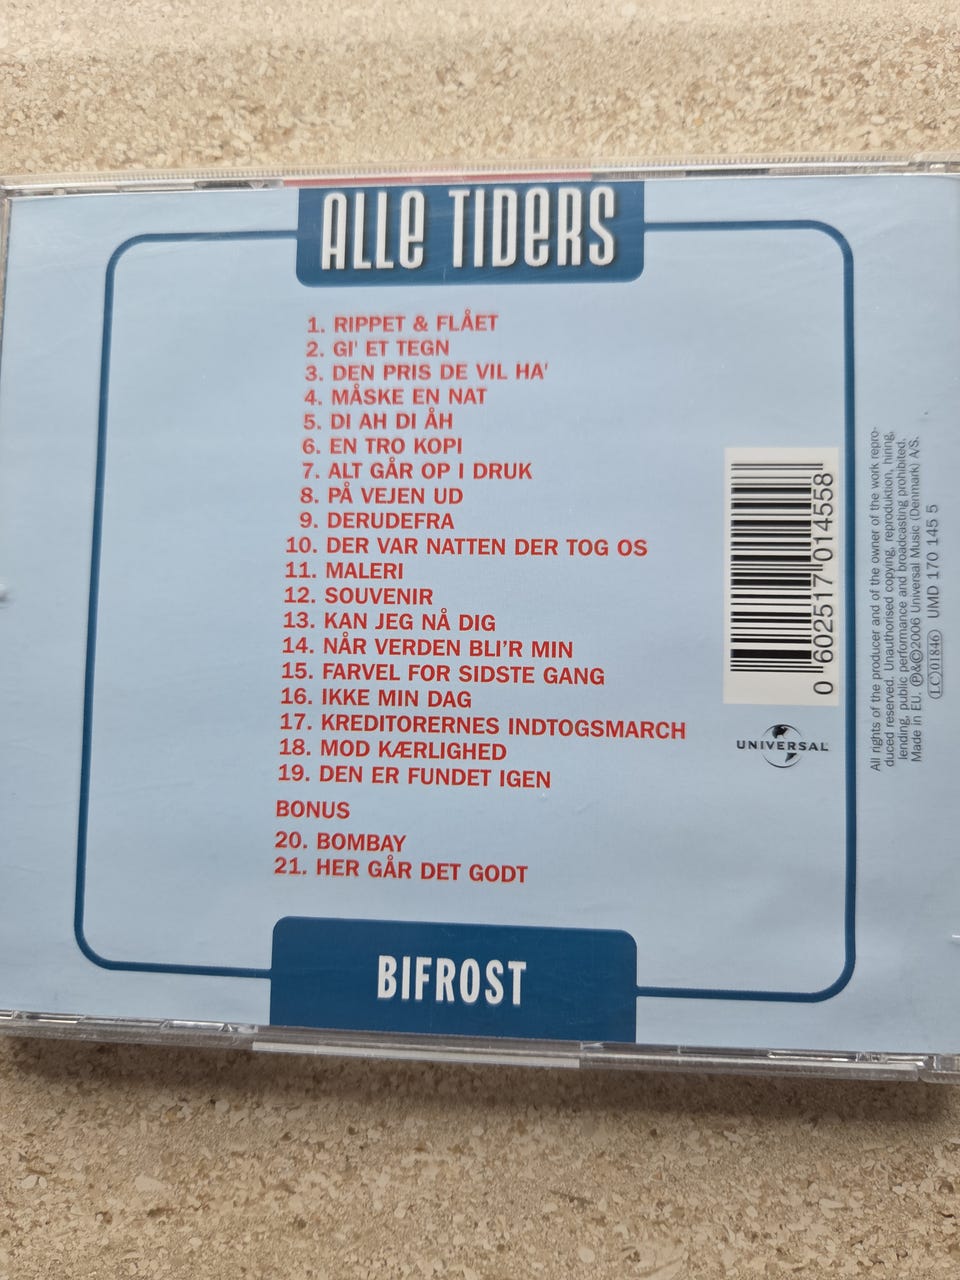 ALLE TIDERS
1. RIPPET & FLÅET
2. GI' ET TEGN
3. DEN PRIS DE VIL HA'
4. MÅSKE EN NAT
5. DI AH DI ÅH
6. EN TRO KOPI
7. ALT GÅR OP I DRUK
8. PÅ VEJEN UD
9. DERUDEFRA
10. DER VAR NATTEN DER TOG OS
11. MALERI
12. SOUVENIR
13. KAN JEG NÅ DIG
14. NÅR VERDEN BLI'R MIN
15. FARVEL FOR SIDSTE GANG
16. IKKE MIN DAG
17. KREDITORERNES INDTOGSMARCH
18. MOD KÆRLIGHED
19. DEN ER FUNDET IGEN
BONUS
20. BOMBAY
21. HER GÅR DET GODT
BIFROST
0 602517 014558
UNIVERSAL
All rights of the producer and of the owner of the work repro-
duced reserved. Unauthorised copying, reproduktion, hiring,
lending, public performance and broadcasting prohibited.
Made in EU. ℗&©2006 Universal Music (Denmark) A/S.
LC 01846 UMD 170 145 5